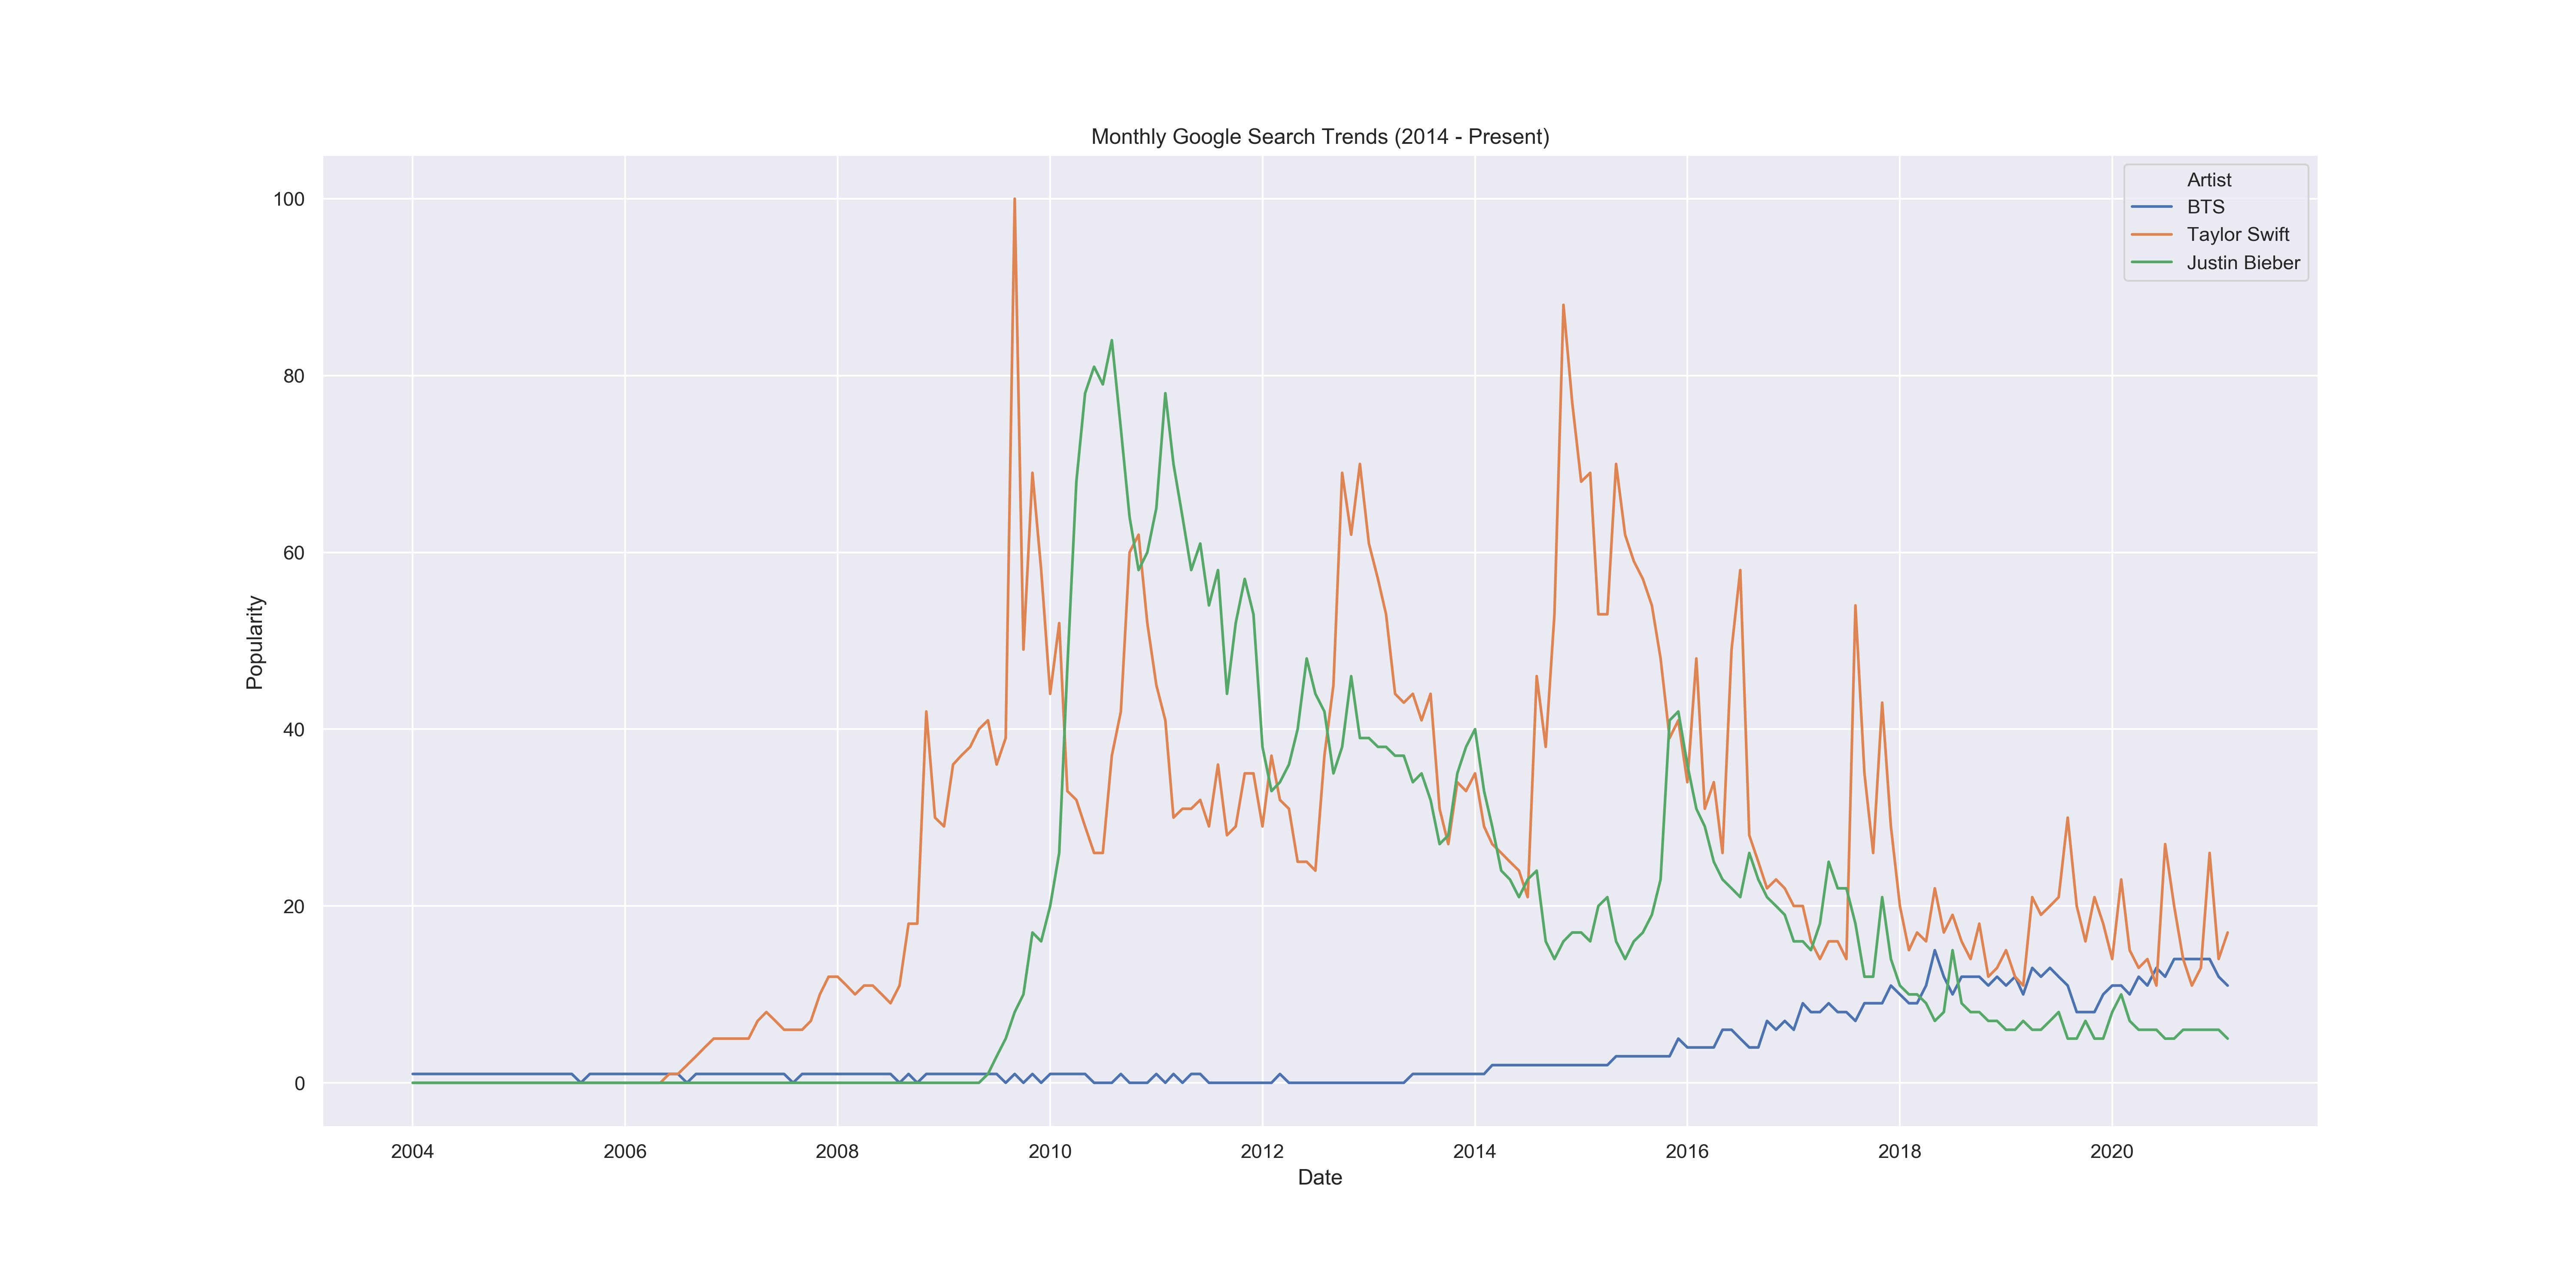 Monthly Google Search Trends (2014 - Present)
Artist
BTS
Taylor Swift
Justin Bieber
Popularity
100
80
60
40
20
0
2004 2006 2008 2010 2012 2014 2016 2018 2020
Date